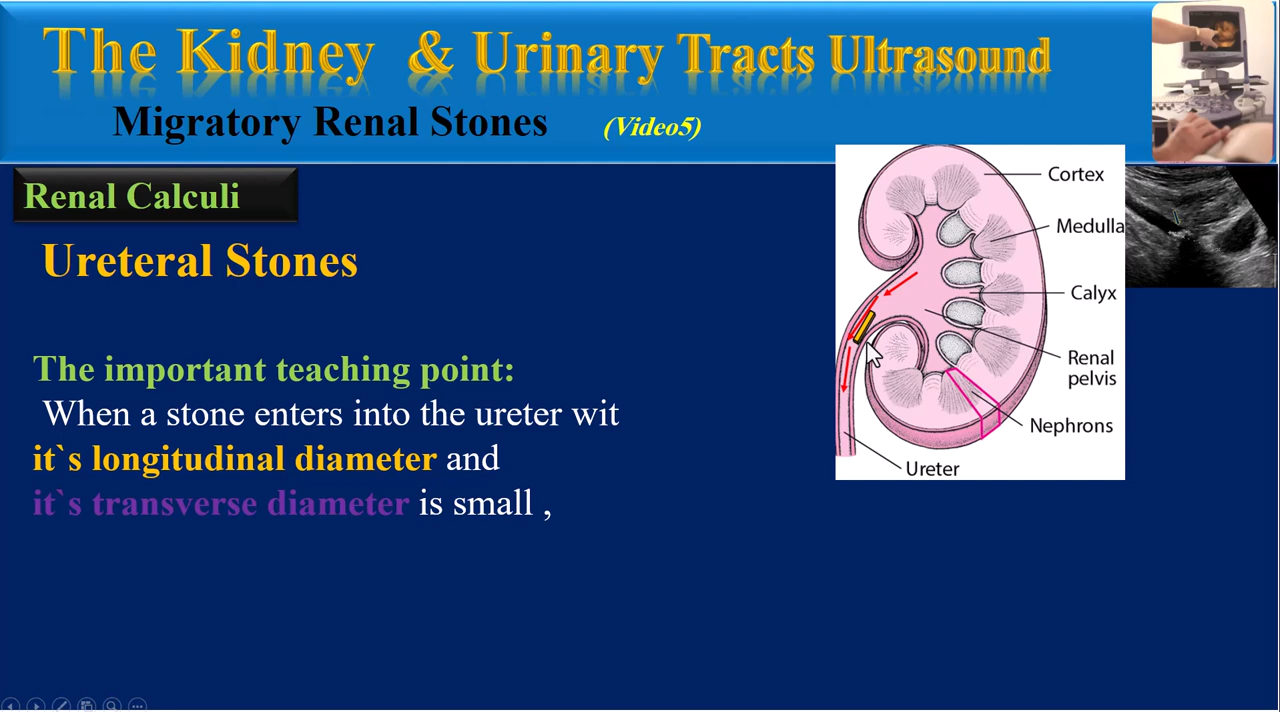 The Kidney & Urinary Tracts Ultrasound
Migratory Renal Stones (Video5)
Renal Calculi
Ureteral Stones
The important teaching point:
When a stone enters into the ureter wit
it`s longitudinal diameter and
it`s transverse diameter is small ,
Cortex
Medulla
Calyx
Renal
pelvis
Nephrons
Ureter